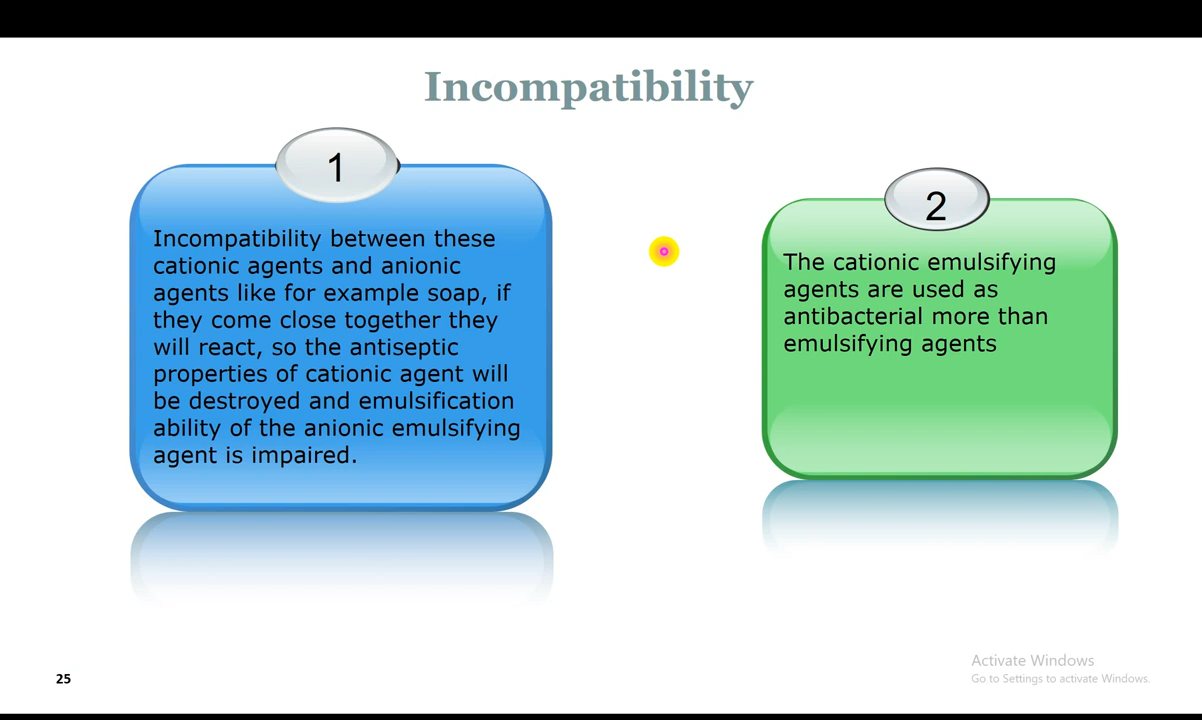 Incompatibility
1
Incompatibility between these
cationic agents and anionic
agents like for example soap, if
they come close together they
will react, so the antiseptic
properties of cationic agent will
be destroyed and emulsification
ability of the anionic emulsifying
agent is impaired.
2
The cationic emulsifying
agents are used as
antibacterial more than
emulsifying agents
25
Activate Windows
Go to Settings to activate Windows.